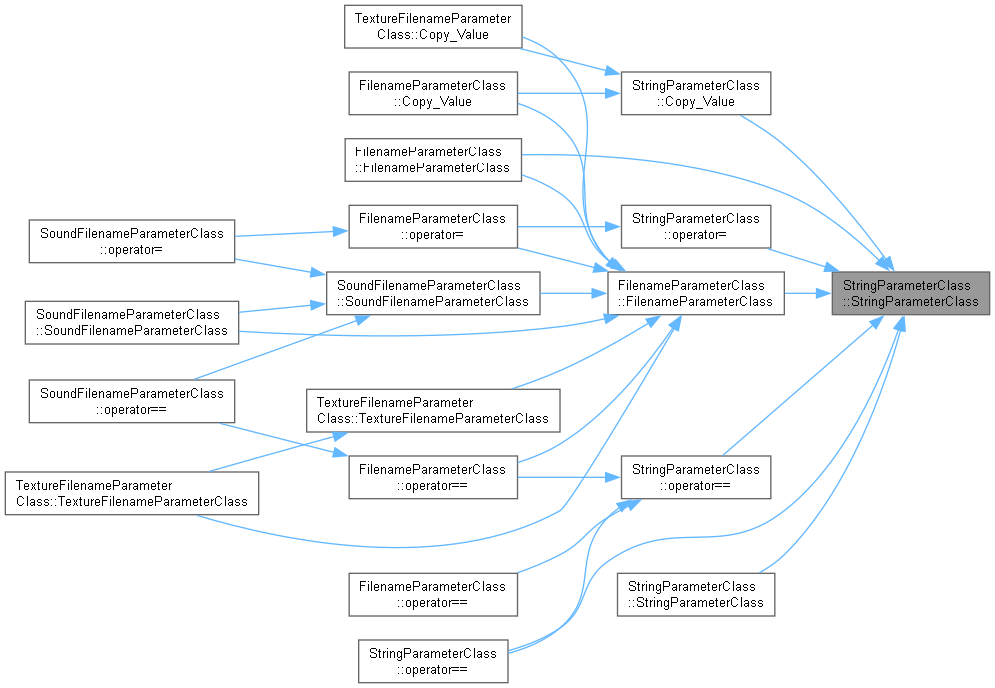 TextureFilenameParameter
Class::Copy_Value
FilenameParameterClass
::Copy_Value
StringParameterClass
::Copy_Value
FilenameParameterClass
::FilenameParameterClass
FilenameParameterClass
::operator=
StringParameterClass
::operator=
SoundFilenameParameterClass
::operator=
SoundFilenameParameterClass
::SoundFilenameParameterClass
FilenameParameterClass
::FilenameParameterClass
StringParameterClass
::StringParameterClass
SoundFilenameParameterClass
::SoundFilenameParameterClass
SoundFilenameParameterClass
::operator==
TextureFilenameParameter
Class::TextureFilenameParameterClass
FilenameParameterClass
::operator==
StringParameterClass
::operator==
TextureFilenameParameter
Class::TextureFilenameParameterClass
FilenameParameterClass
::operator==
StringParameterClass
::StringParameterClass
StringParameterClass
::operator==